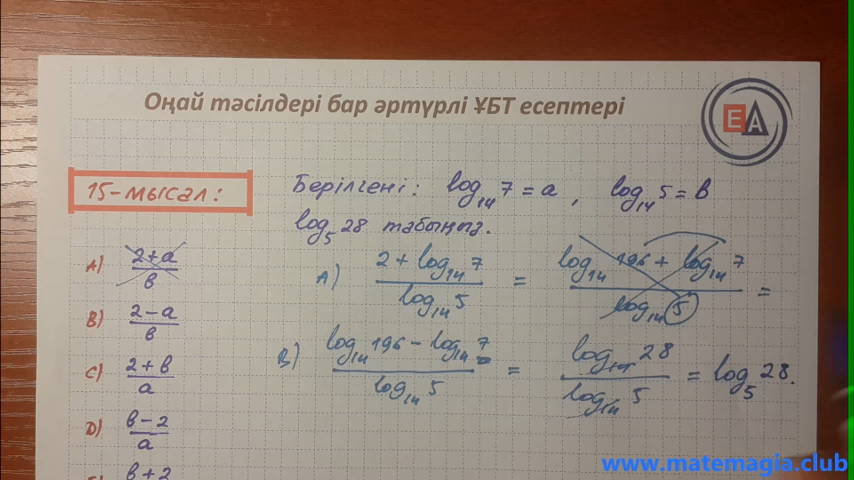 Оңай тәсілдері бар әртүрлі ҰБТ есептері
EA
15-мысал:
Берілгені: log₁₄ 7 = a, log₁₄ 5 = b
log₅ 28 табыңыз.
A) (2+a)/b
B) (2-a)/b
C) (2+b)/a
D) (b-2)/a
b+2
A) (2 + log₁₄ 7)/(log₁₄ 5) = (log₁₄ 196 + log₁₄ 7)/(log₁₄ 5) =
B) (log₁₄ 196 - log₁₄ 7)/(log₁₄ 5) = (log₁₄ 28)/(log₁₄ 5) = log₅ 28.
www.matemagia.club